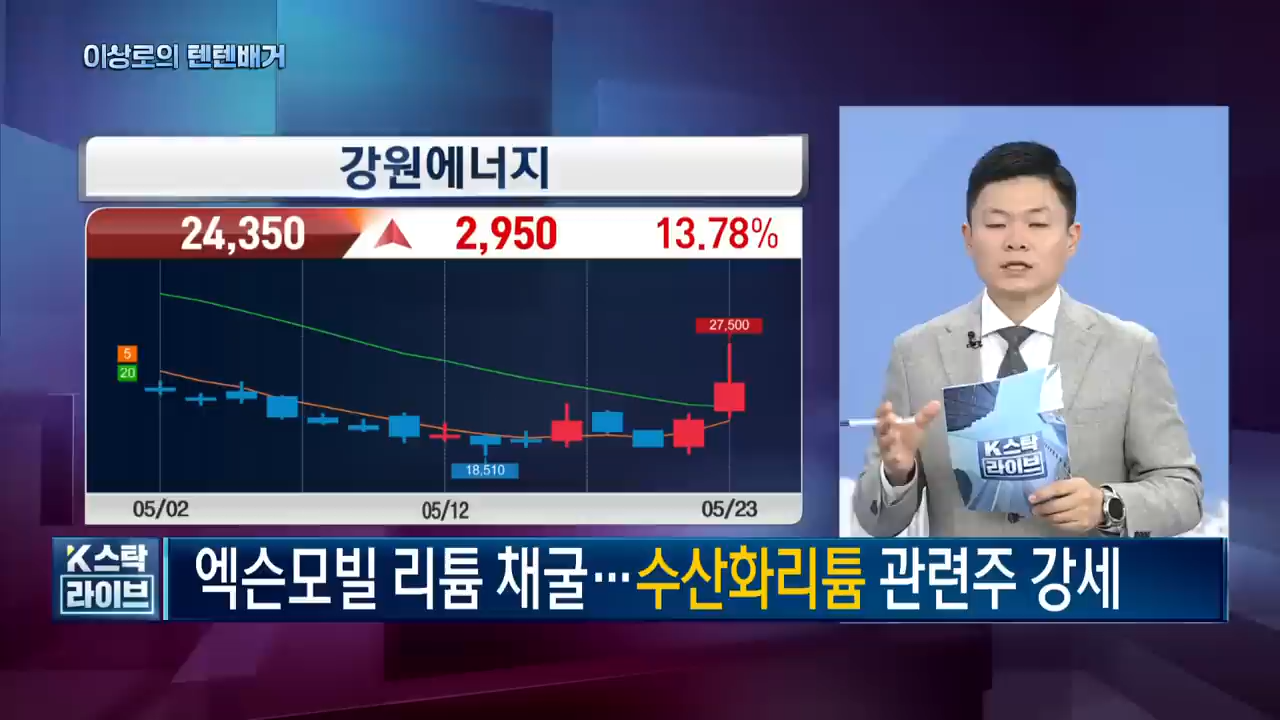 이상로의 텐텐배거
강원에너지
24,350 2,950 13.78%
27,500
5
20
18,510
05/02 05/12 05/23
K스탁
라이브
K스탁
라이브
엑슨모빌 리튬 채굴…수산화리튬 관련주 강세